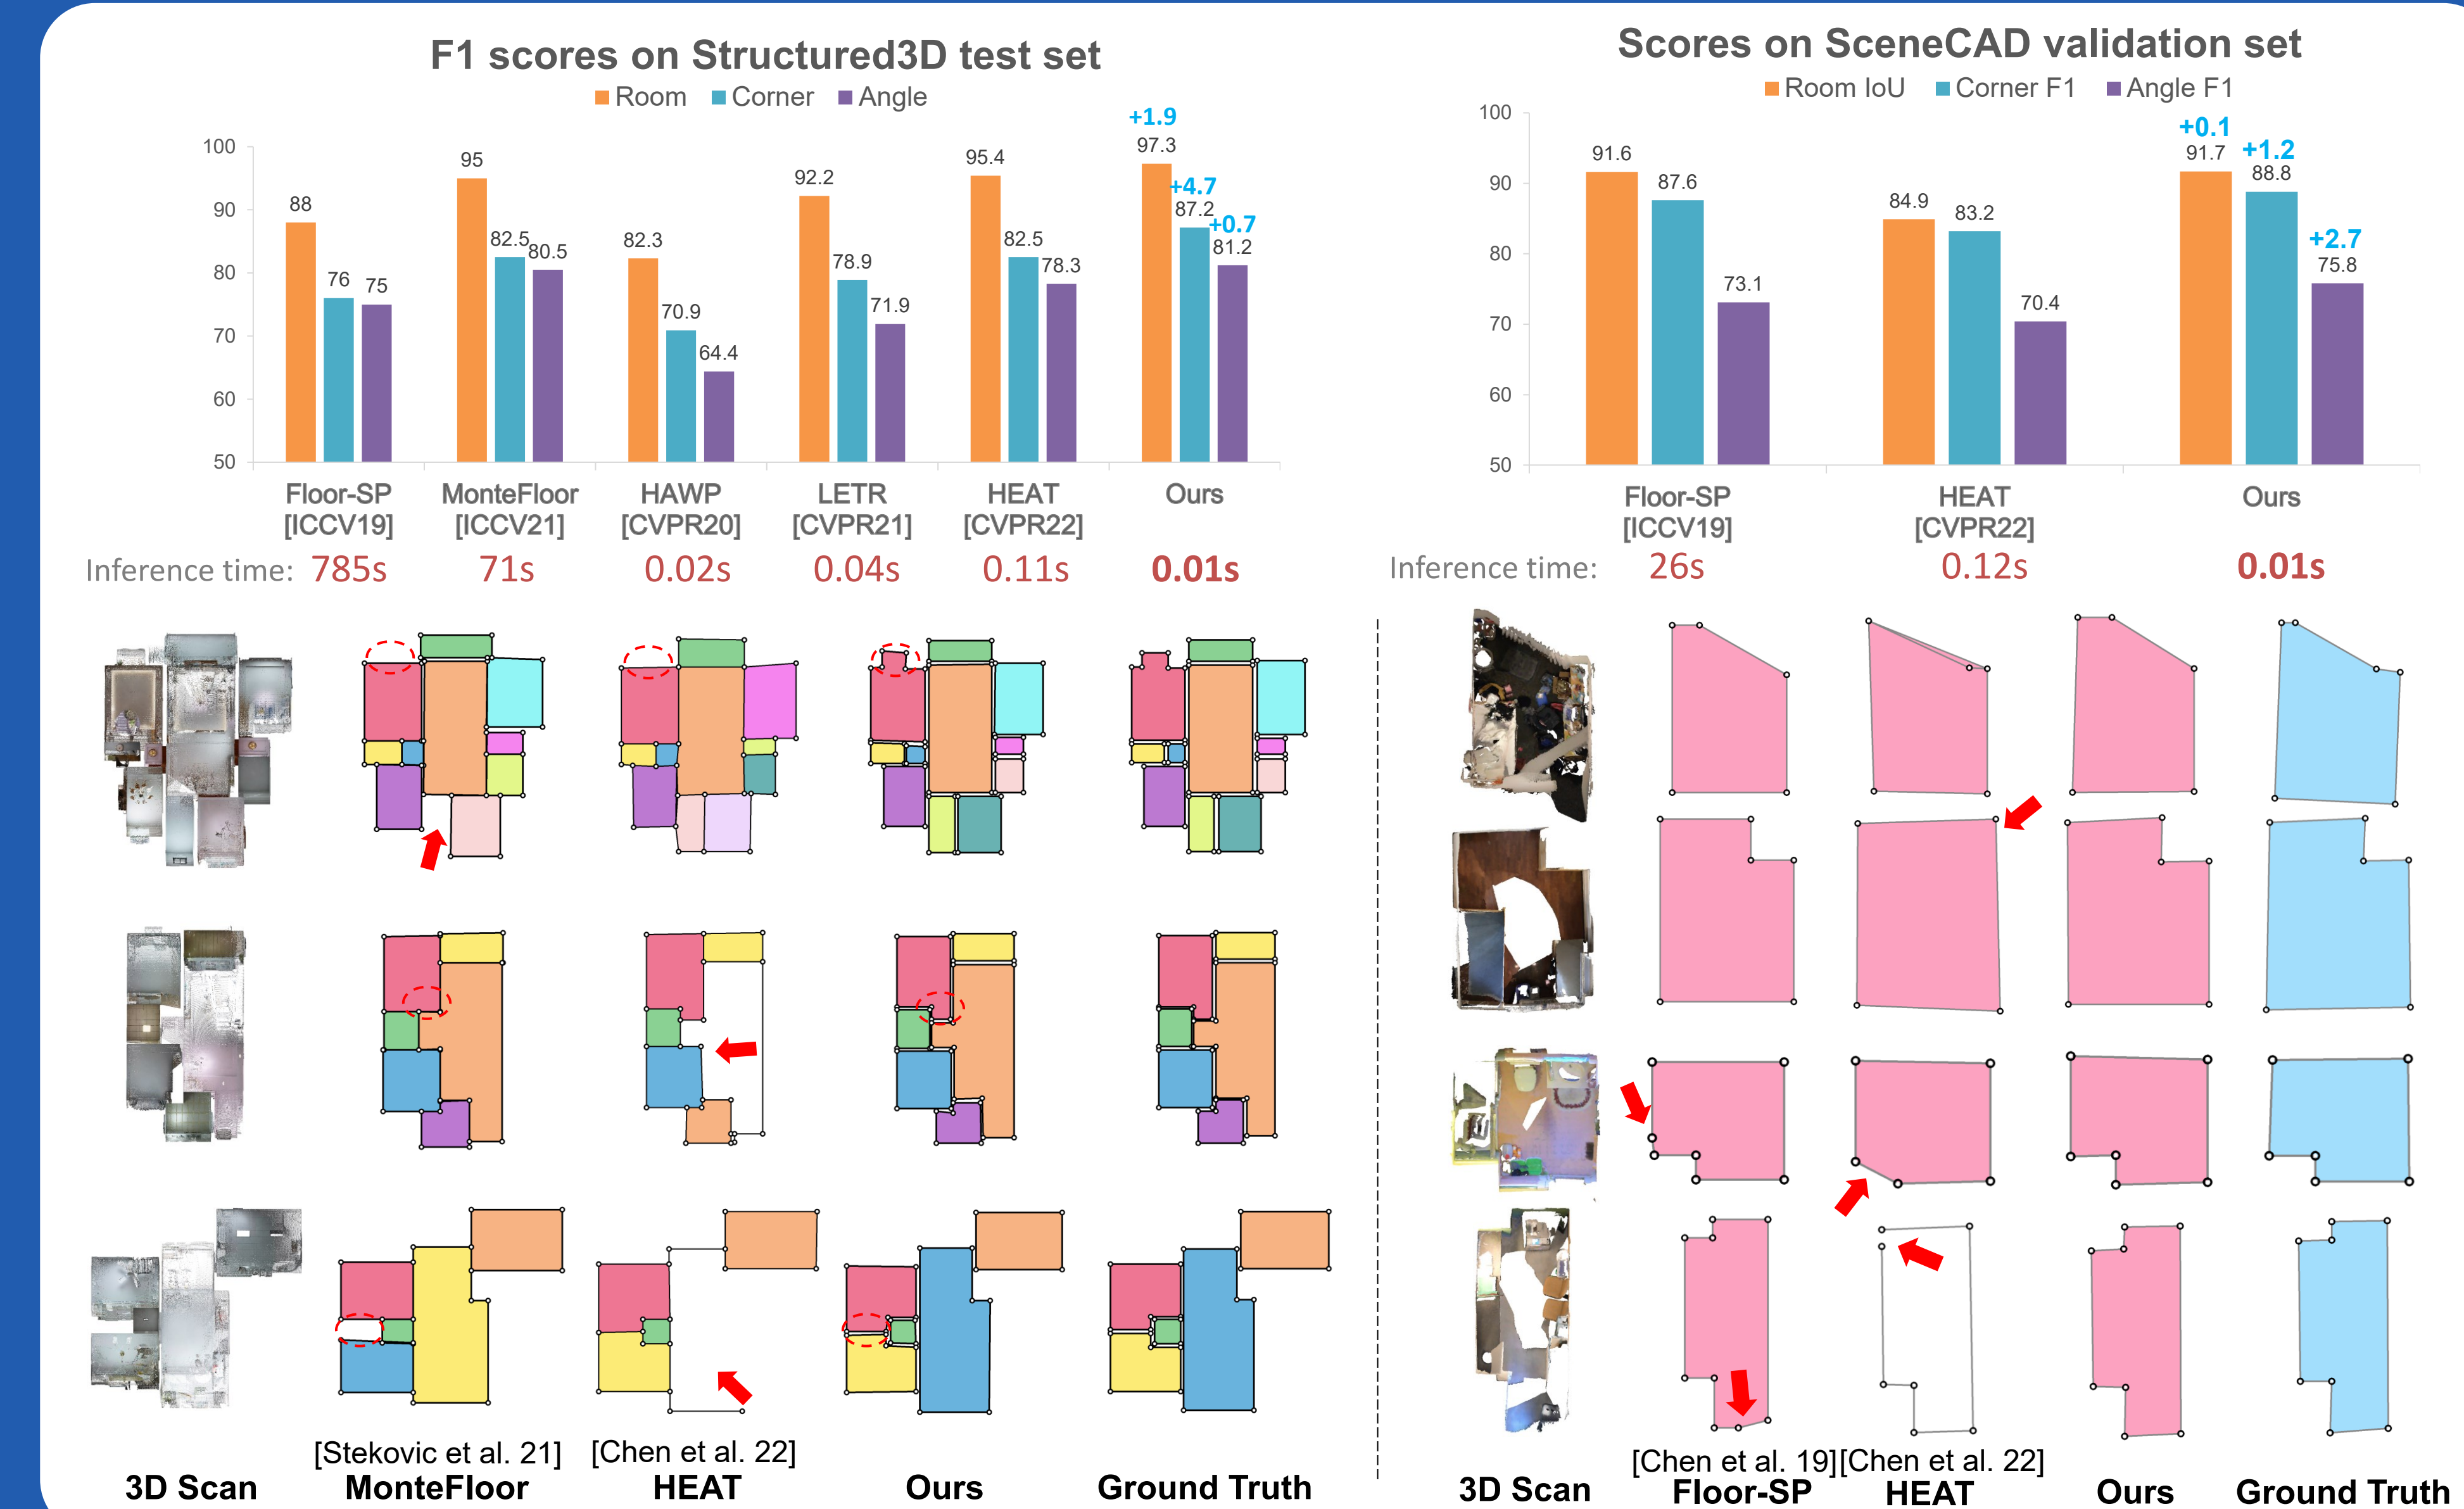 F1 scores on Structured3D test set
Room Corner Angle
100
90
80
70
60
50
88
76
75
95
82.5
80.5
82.3
70.9
64.4
92.2
78.9
71.9
95.4
82.5
78.3
+1.9
97.3
+4.7
87.2
+0.7
81.2
Floor-SP
[ICCV19]
MonteFloor
[ICCV21]
HAWP
[CVPR20]
LETR
[CVPR21]
HEAT
[CVPR22]
Ours
Inference time: 785s 71s 0.02s 0.04s 0.11s 0.01s
[Stekovic et al. 21] [Chen et al. 22]
3D Scan MonteFloor HEAT Ours Ground Truth
Scores on SceneCAD validation set
Room IoU Corner F1 Angle F1
100
90
80
70
60
50
91.6
87.6
73.1
84.9
83.2
70.4
+0.1
91.7
+1.2
88.8
+2.7
75.8
Floor-SP
[ICCV19]
HEAT
[CVPR22]
Ours
Inference time: 26s 0.12s 0.01s
[Chen et al. 19] [Chen et al. 22]
3D Scan Floor-SP HEAT Ours Ground Truth